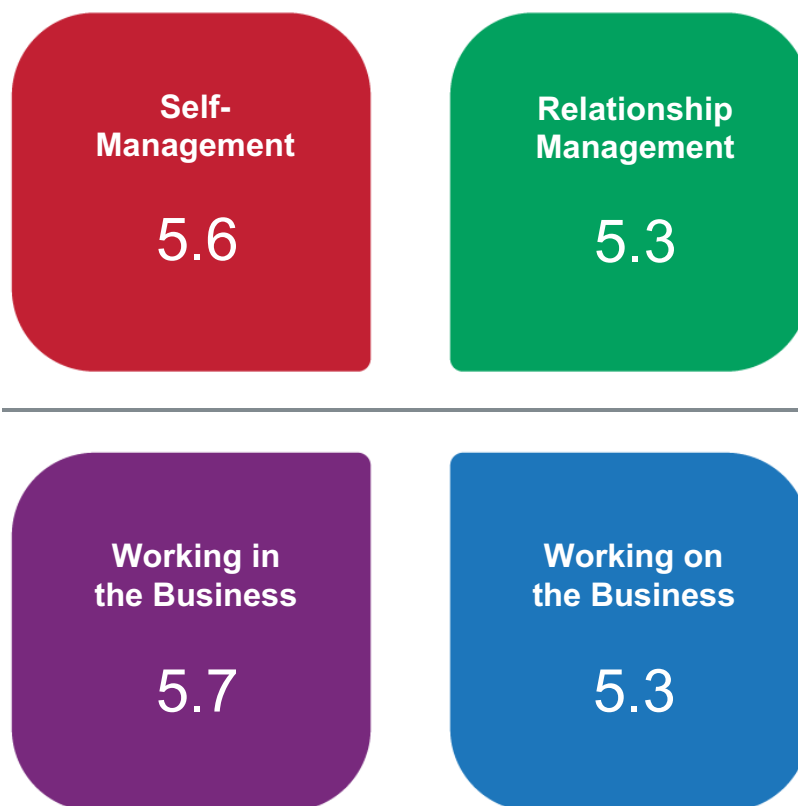 Self-
Management
5.6
Relationship
Management
5.3
Working in
the Business
5.7
Working on
the Business
5.3